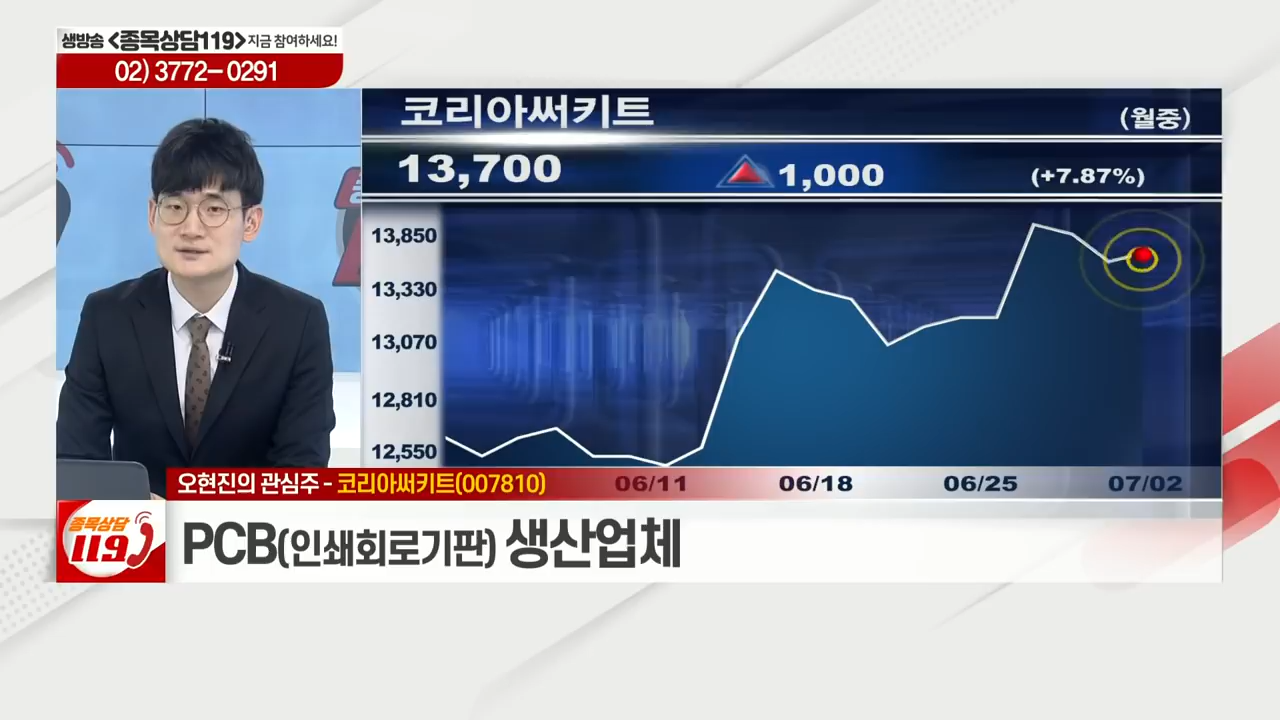 생방송 <종목상담119> 지금 참여하세요!
02) 3772-0291
코리아써키트 (월중)
13,700 1,000 (+7.87%)
13,850
13,330
13,070
12,810
12,550
06/11 06/18 06/25 07/02
오현진의 관심주 - 코리아써키트(007810)
종목상담
119
PCB(인쇄회로기판) 생산업체